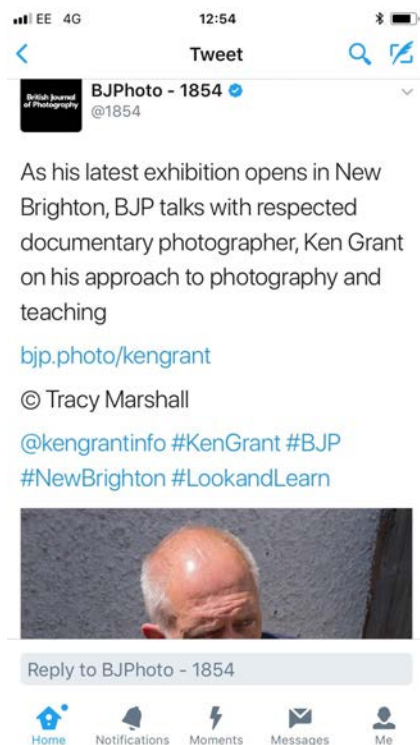 EE 4G 12:54
Tweet
British Journal
of Photography
BJPhoto - 1854
@1854
As his latest exhibition opens in New
Brighton, BJP talks with respected
documentary photographer, Ken Grant
on his approach to photography and
teaching
bjp.photo/kengrant
© Tracy Marshall
@kengrantinfo #KenGrant #BJP
#NewBrighton #LookandLearn
Reply to BJPhoto - 1854
Home Notifications Moments Messages Me